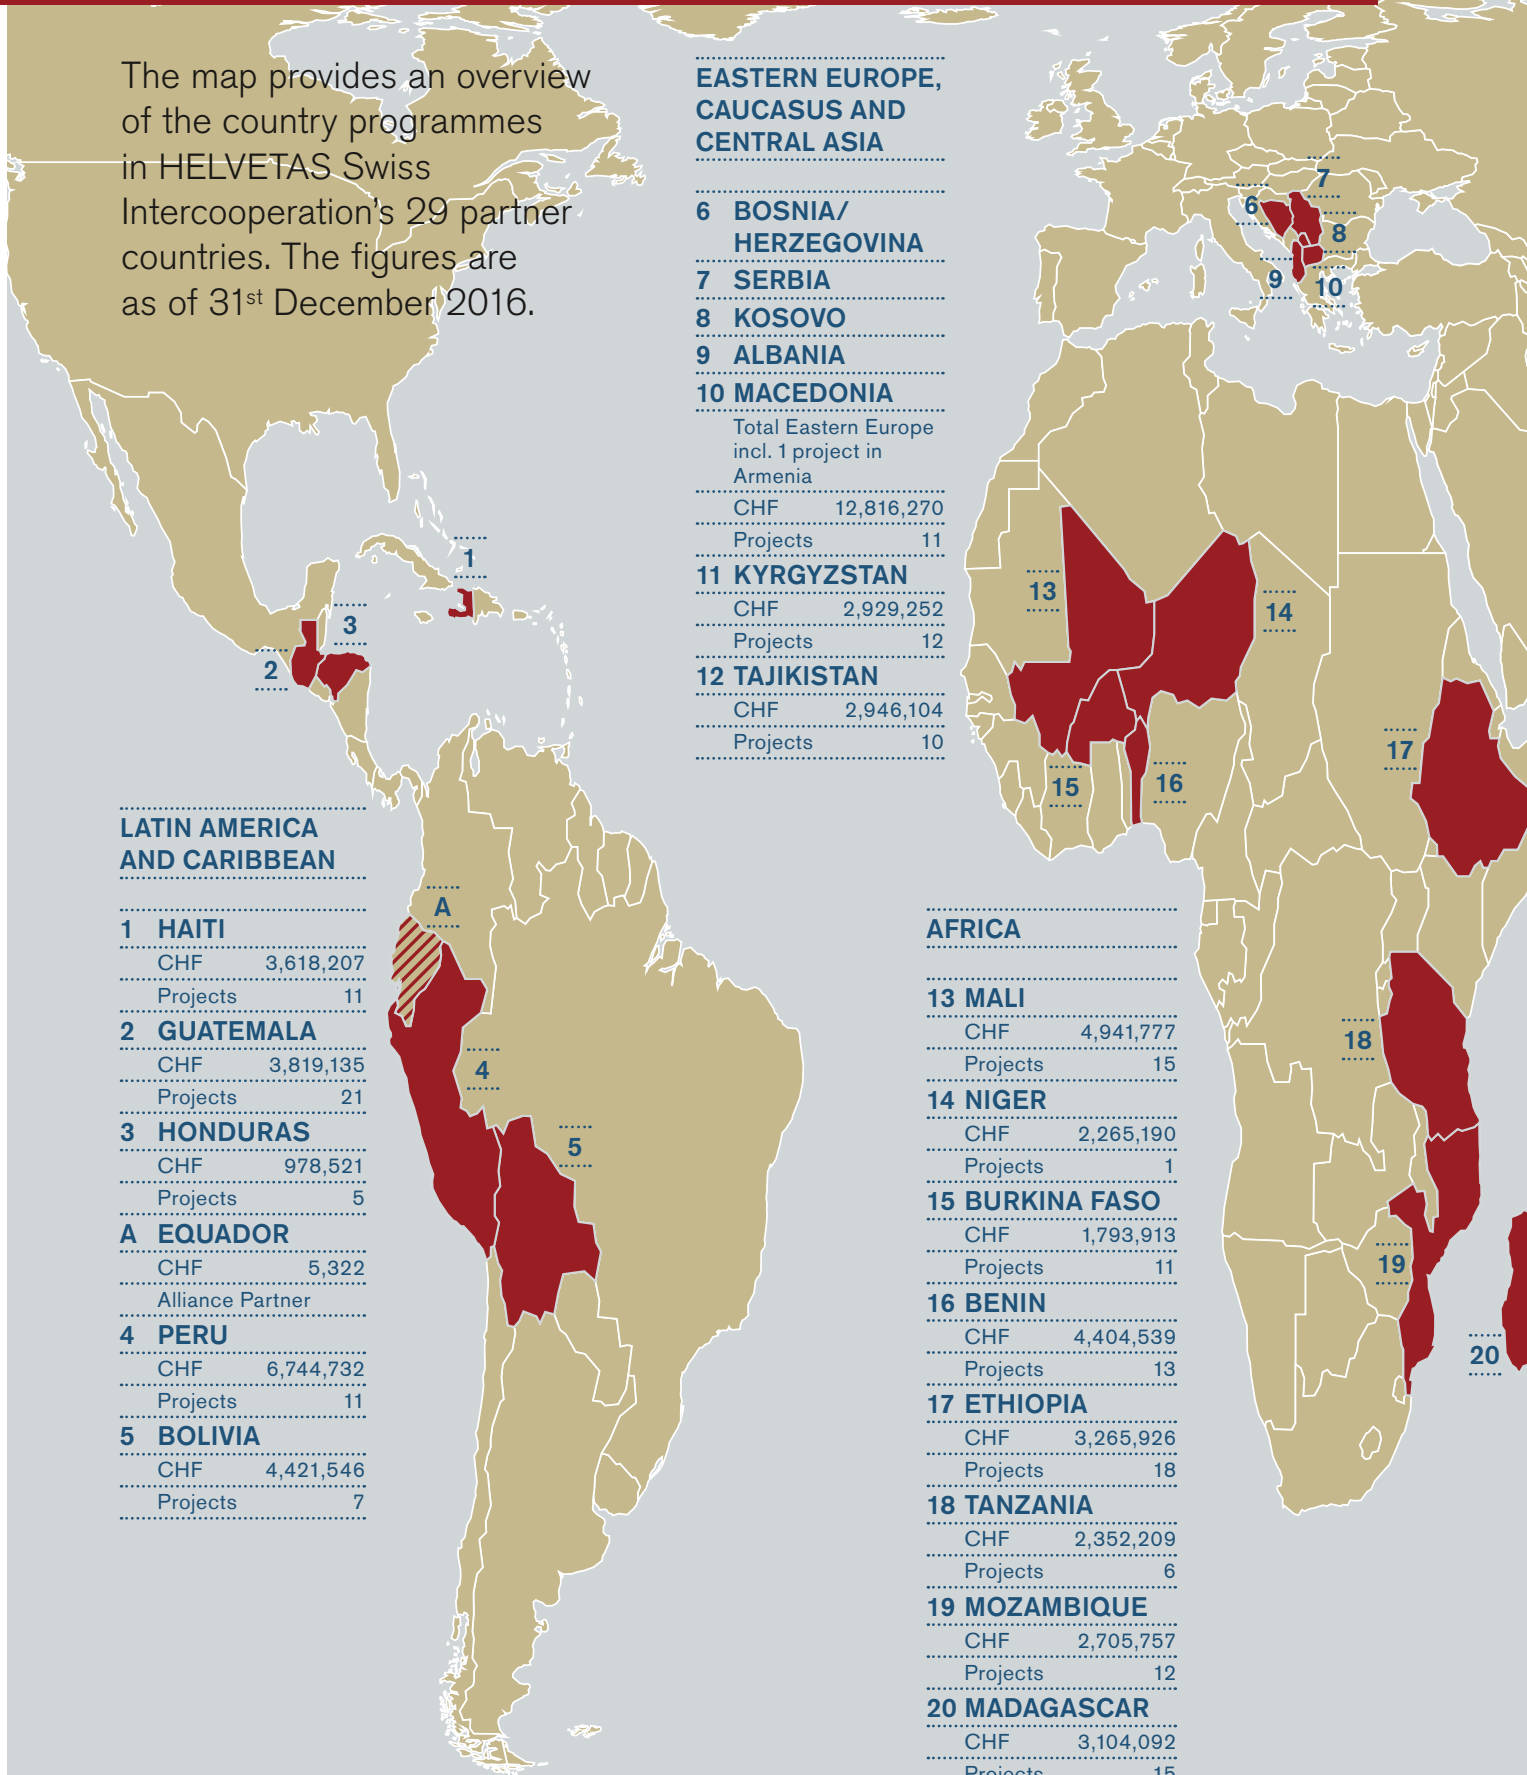 The map provides an overview
of the country programmes
in HELVETAS Swiss
Intercooperation's 29 partner
countries. The figures are
as of 31st December 2016.
EASTERN EUROPE,
CAUCASUS AND
CENTRAL ASIA
6 BOSNIA/
HERZEGOVINA
7 SERBIA
8 KOSOVO
9 ALBANIA
10 MACEDONIA
Total Eastern Europe
incl. 1 project in
Armenia
CHF 12,816,270
Projects 11
11 KYRGYZSTAN
CHF 2,929,252
Projects 12
12 TAJIKISTAN
CHF 2,946,104
Projects 10
LATIN AMERICA
AND CARIBBEAN
1 HAITI
CHF 3,618,207
Projects 11
2 GUATEMALA
CHF 3,819,135
Projects 21
3 HONDURAS
CHF 978,521
Projects 5
A EQUADOR
CHF 5,322
Alliance Partner
4 PERU
CHF 6,744,732
Projects 11
5 BOLIVIA
CHF 4,421,546
Projects 7
AFRICA
13 MALI
CHF 4,941,777
Projects 15
14 NIGER
CHF 2,265,190
Projects 1
15 BURKINA FASO
CHF 1,793,913
Projects 11
16 BENIN
CHF 4,404,539
Projects 13
17 ETHIOPIA
CHF 3,265,926
Projects 18
18 TANZANIA
CHF 2,352,209
Projects 6
19 MOZAMBIQUE
CHF 2,705,757
Projects 12
20 MADAGASCAR
CHF 3,104,092
Projects 15
1
3
2
A
4
5
7
6
8
9
10
13
14
15
16
17
18
19
20